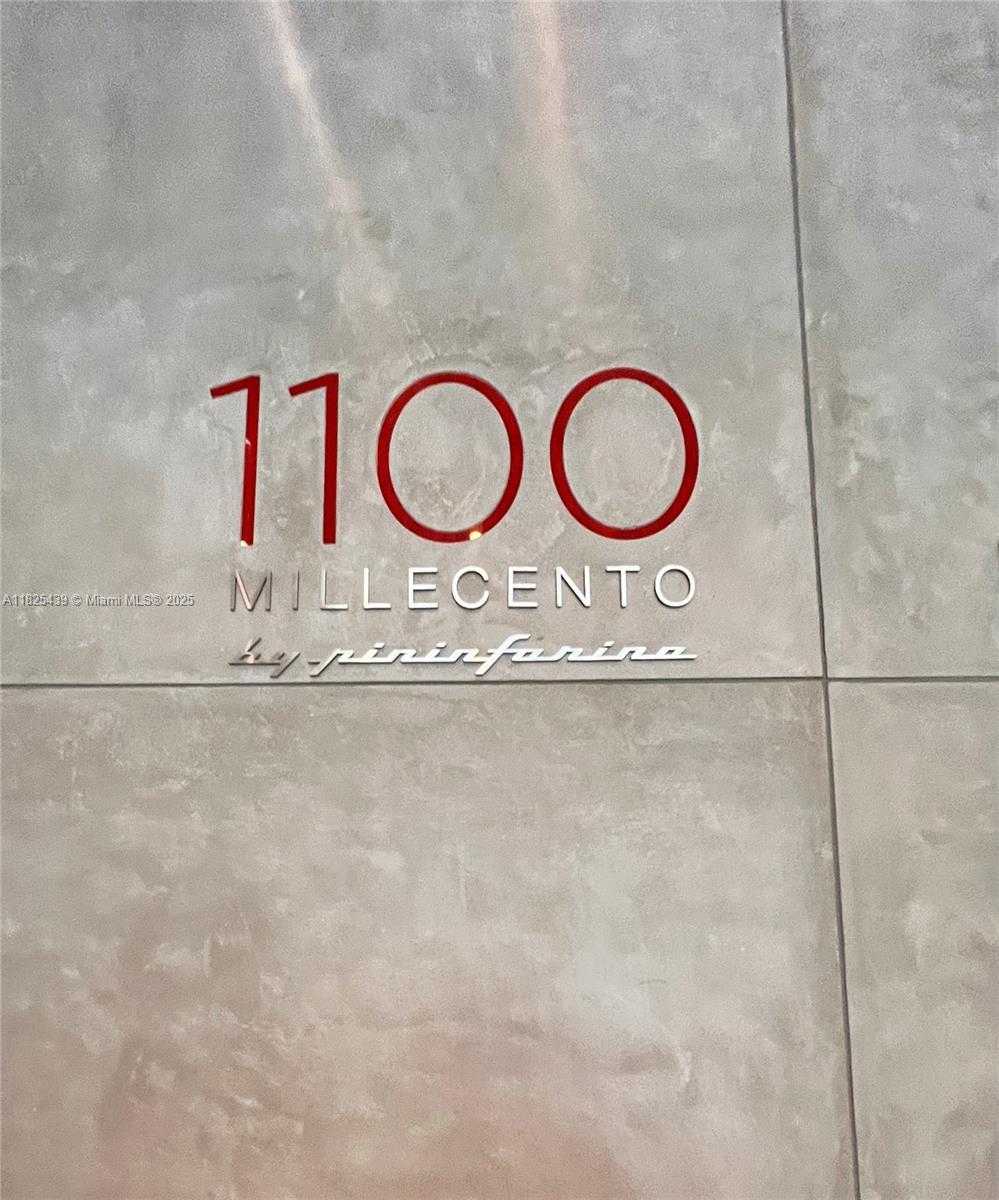 1100
MILLECENTO
A11825439 © Miami MLS® 2025
by pininfarina